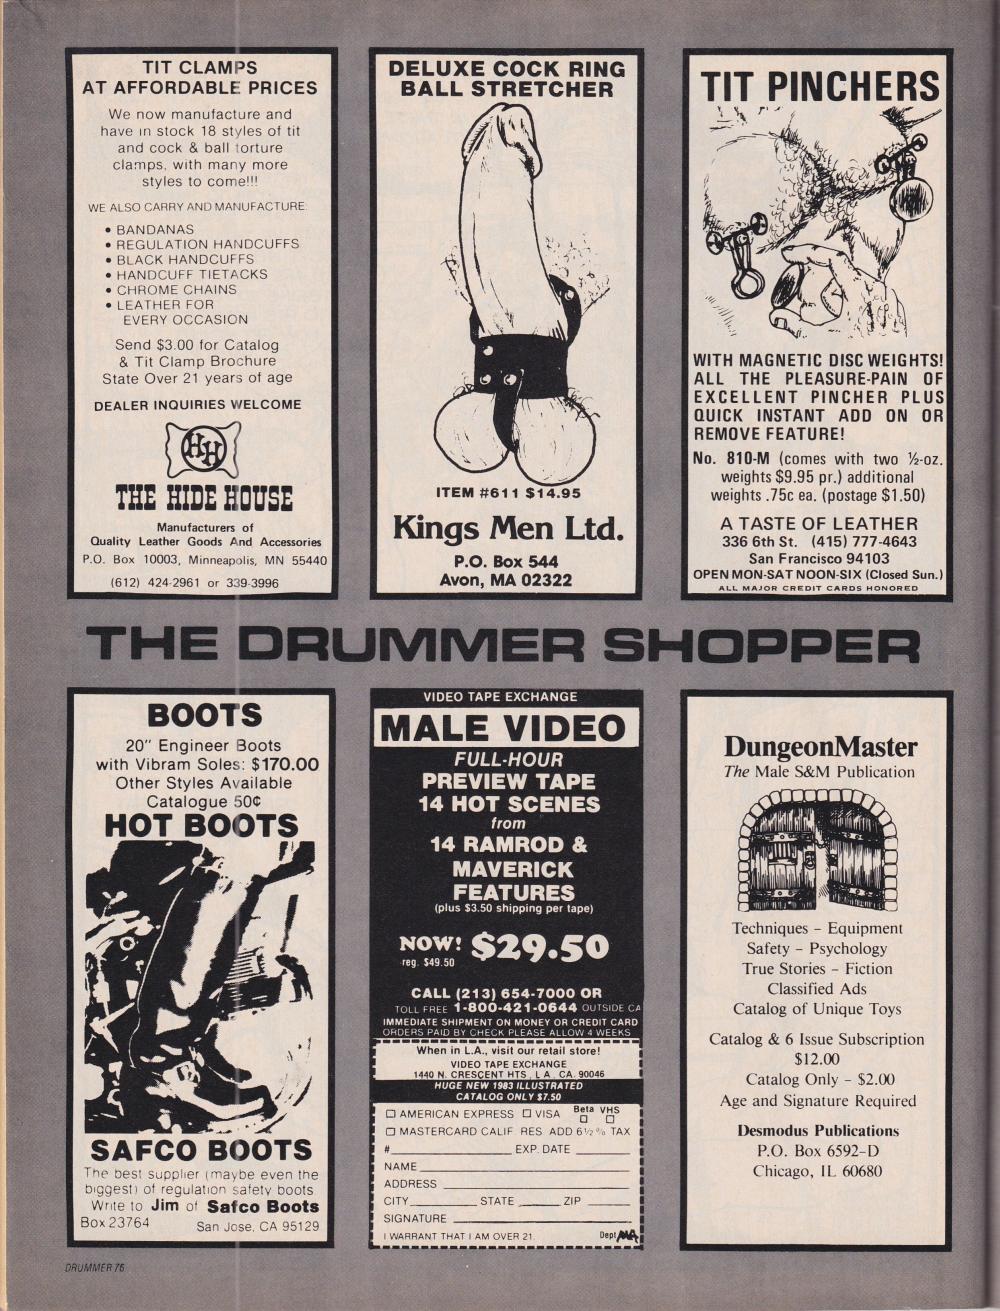 TIT CLAMPS
AT AFFORDABLE PRICES
We now manufacture and
have in stock 18 styles of tit
and cock & ball torture
clamps, with many more
styles to come!!!
WE ALSO CARRY AND MANUFACTURE:
• BANDANAS
• REGULATION HANDCUFFS
• BLACK HANDCUFFS
• HANDCUFF TIETACKS
• CHROME CHAINS
• LEATHER FOR
EVERY OCCASION
Send $3.00 for Catalog
& Tit Clamp Brochure
State Over 21 years of age
DEALER INQUIRIES WELCOME
HH
THE HIDE HOUSE
Manufacturers of
Quality Leather Goods And Accessories
P.O. Box 10003, Minneapolis, MN 55440
(612) 424-2961 or 339-3996
DELUXE COCK RING
BALL STRETCHER
ITEM #611 $14.95
Kings Men Ltd.
P.O. Box 544
Avon, MA 02322
TIT PINCHERS
WITH MAGNETIC DISC WEIGHTS!
ALL THE PLEASURE-PAIN OF
EXCELLENT PINCHER PLUS
QUICK INSTANT ADD ON OR
REMOVE FEATURE!
No. 810-M (comes with two ½-oz.
weights $9.95 pr.) additional
weights .75c ea. (postage $1.50)
A TASTE OF LEATHER
336 6th St. (415) 777-4643
San Francisco 94103
OPEN MON-SAT NOON-SIX (Closed Sun.)
ALL MAJOR CREDIT CARDS HONORED
THE DRUMMER SHOPPER
BOOTS
20" Engineer Boots
with Vibram Soles: $170.00
Other Styles Available
Catalogue 50¢
HOT BOOTS
SAFCO BOOTS
The best supplier (maybe even the
biggest) of regulation safety boots
Write to Jim of Safco Boots
Box 23764 San Jose, CA 95129
VIDEO TAPE EXCHANGE
MALE VIDEO
FULL-HOUR
PREVIEW TAPE
14 HOT SCENES
from
14 RAMROD &
MAVERICK
FEATURES
(plus $3.50 shipping per tape)
NOW! $29.50
reg. $49.50
CALL (213) 654-7000 OR
TOLL FREE 1-800-421-0644 OUTSIDE CA
IMMEDIATE SHIPMENT ON MONEY OR CREDIT CARD
ORDERS PAID BY CHECK PLEASE ALLOW 4 WEEKS
When in L.A., visit our retail store!
VIDEO TAPE EXCHANGE
1440 N. CRESCENT HTS., L.A., CA. 90046
HUGE NEW 1983 ILLUSTRATED
CATALOG ONLY $7.50
☐ AMERICAN EXPRESS ☐ VISA Beta ☐ VHS ☐
☐ MASTERCARD CALIF RES ADD 6½% TAX
# EXP. DATE
NAME
ADDRESS
CITY STATE ZIP
SIGNATURE
I WARRANT THAT I AM OVER 21. Dept
DungeonMaster
The Male S&M Publication
Techniques – Equipment
Safety – Psychology
True Stories – Fiction
Classified Ads
Catalog of Unique Toys
Catalog & 6 Issue Subscription
$12.00
Catalog Only – $2.00
Age and Signature Required
Desmodus Publications
P.O. Box 6592-D
Chicago, IL 60680
DRUMMER 76